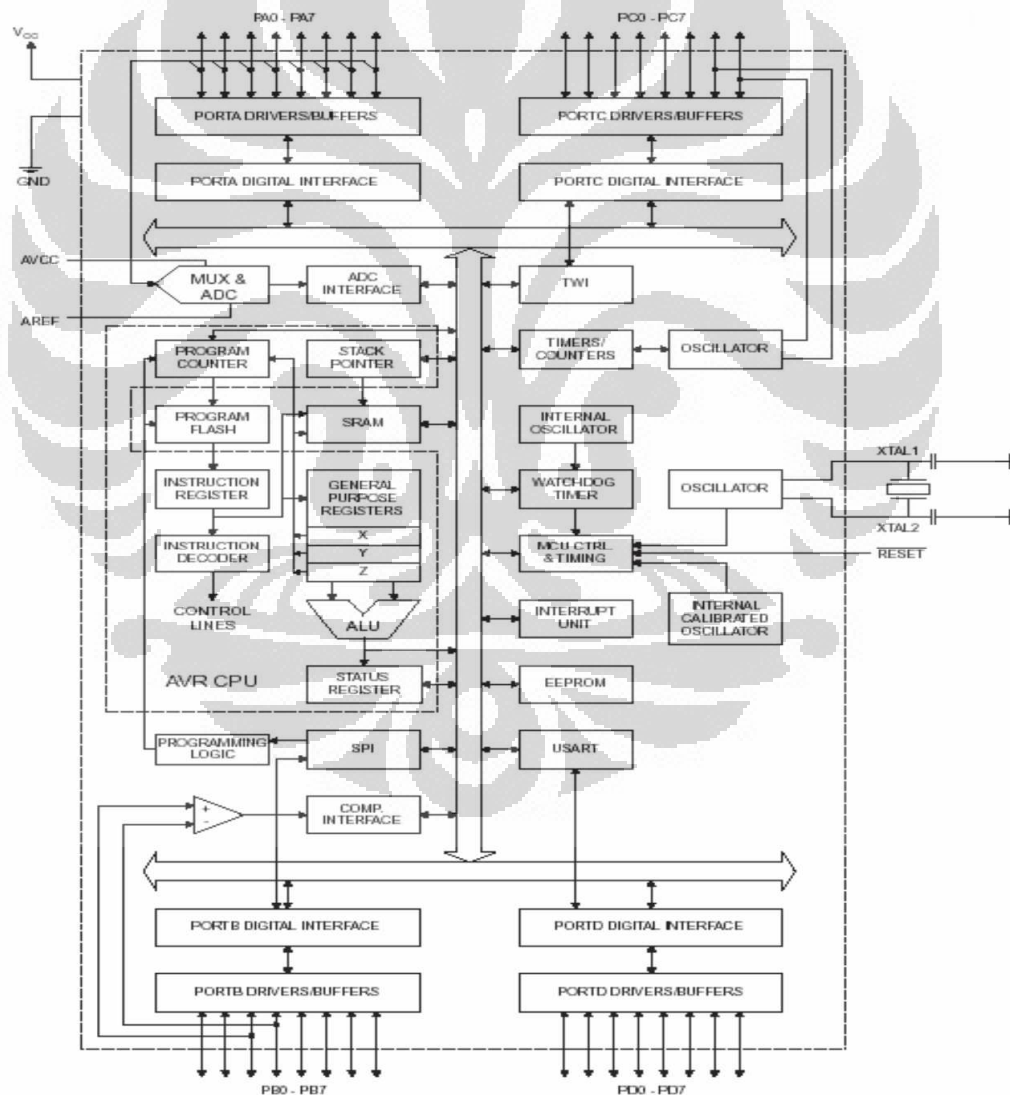 PA0 - PA7
PC0 - PC7
VCC
PORTA DRIVERS/BUFFERS
PORTC DRIVERS/BUFFERS
GND
PORTA DIGITAL INTERFACE
PORTC DIGITAL INTERFACE
AVCC
MUX &
ADC
ADC
INTERFACE
TWI
AREF
PROGRAM
COUNTER
STACK
POINTER
TIMERS/
COUNTERS
OSCILLATOR
PROGRAM
FLASH
SRAM
INTERNAL
OSCILLATOR
XTAL1
INSTRUCTION
REGISTER
GENERAL
PURPOSE
REGISTERS
WATCHDOG
TIMER
OSCILLATOR
XTAL2
X
INSTRUCTION
DECODER
Y
MCU CTRL
& TIMING
RESET
Z
CONTROL
LINES
ALU
INTERRUPT
UNIT
INTERNAL
CALIBRATED
OSCILLATOR
AVR CPU
STATUS
REGISTER
EEPROM
PROGRAMMING
LOGIC
SPI
USART
+
-
COMP.
INTERFACE
PORTB DIGITAL INTERFACE
PORTD DIGITAL INTERFACE
PORTB DRIVERS/BUFFERS
PORTD DRIVERS/BUFFERS
PB0 - PB7
PD0 - PD7